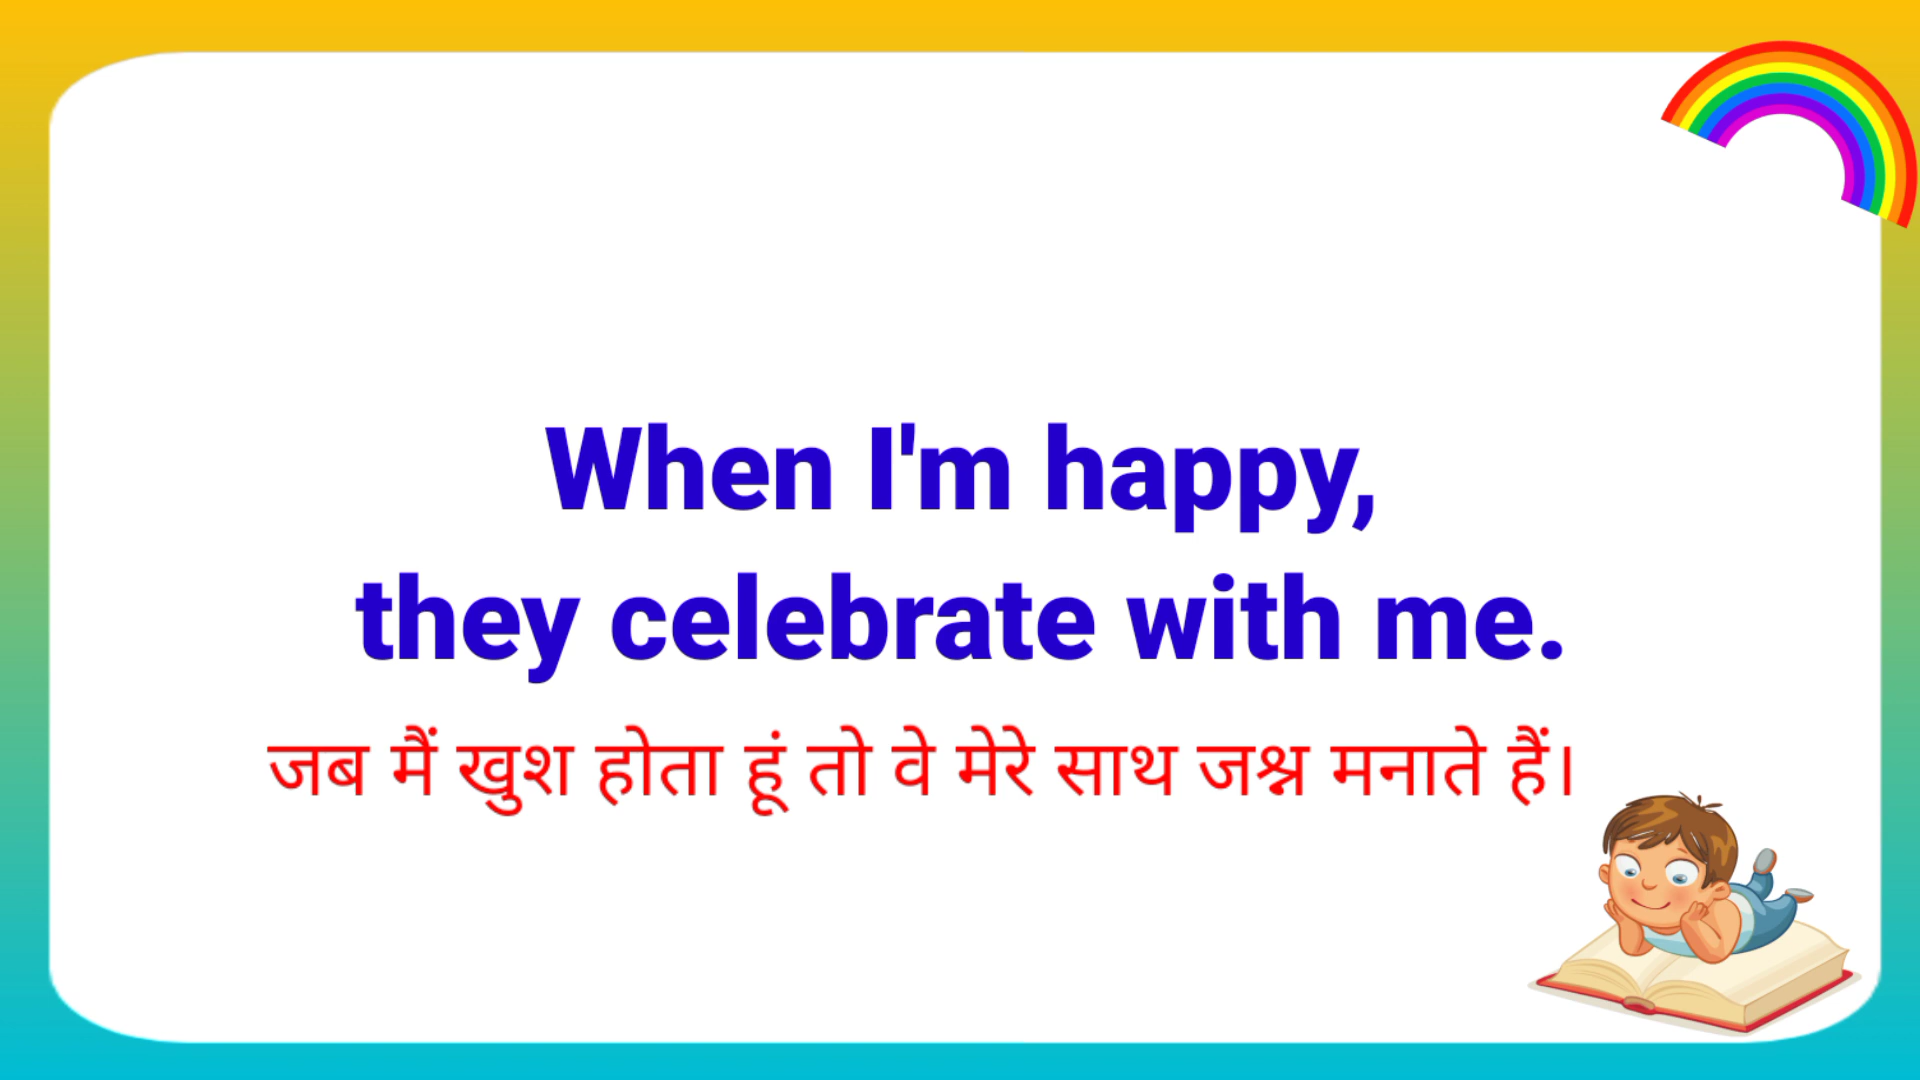 When I'm happy,
they celebrate with me.
जब मैं खुश होता हूं तो वे मेरे साथ जश्न मनाते हैं।